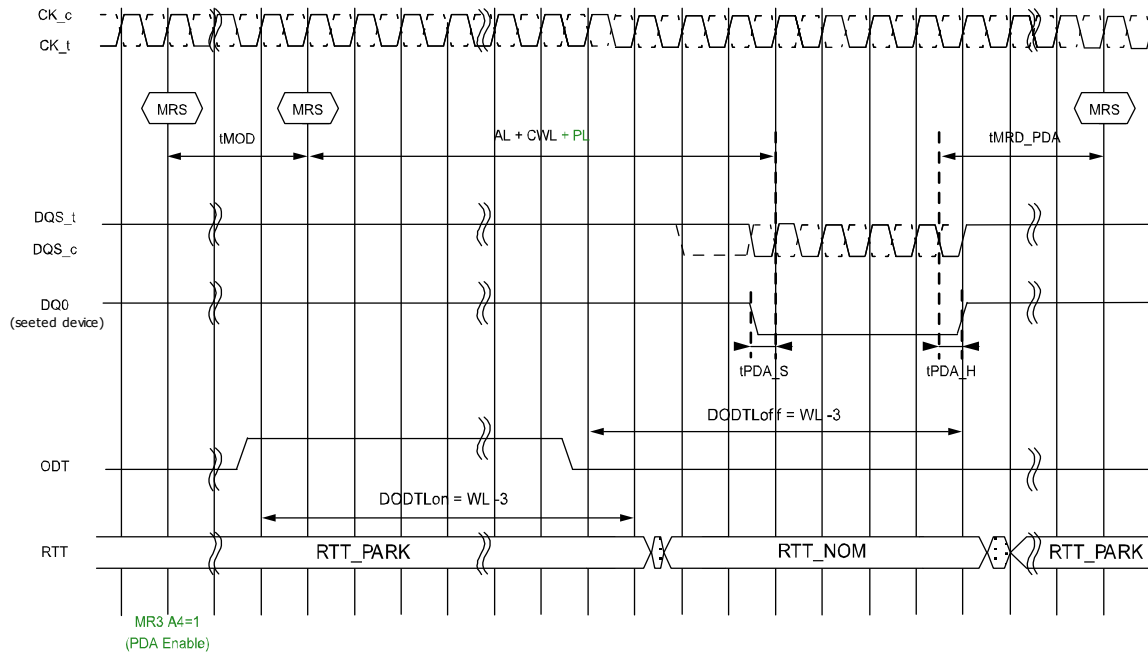 CK_c
CK_t
MRS
MRS
MRS
tMOD
AL + CWL + PL
tMRD_PDA
DQS_t
DQS_c
DQ0
(seeted device)
tPDA_S
tPDA_H
DODTLoff = WL -3
ODT
DODTLon = WL -3
RTT
RTT_PARK
RTT_NOM
RTT_PARK
MR3 A4=1
(PDA Enable)